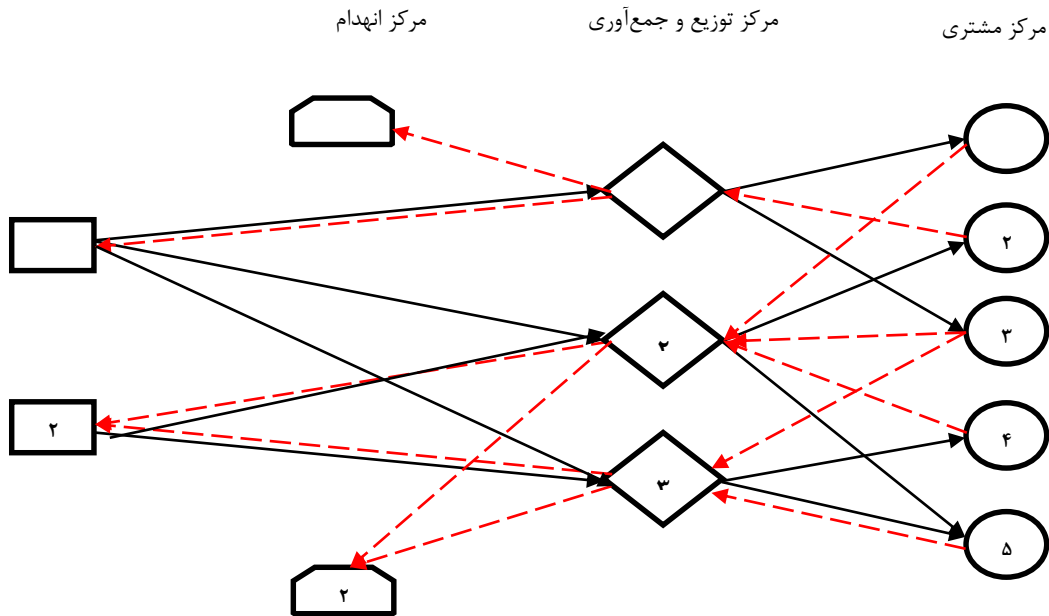 مرکز مشتری
مرکز توزیع و جمع‌آوری
مرکز انهدام
۲
۳
۲
۲
۴
۳
۵
۲